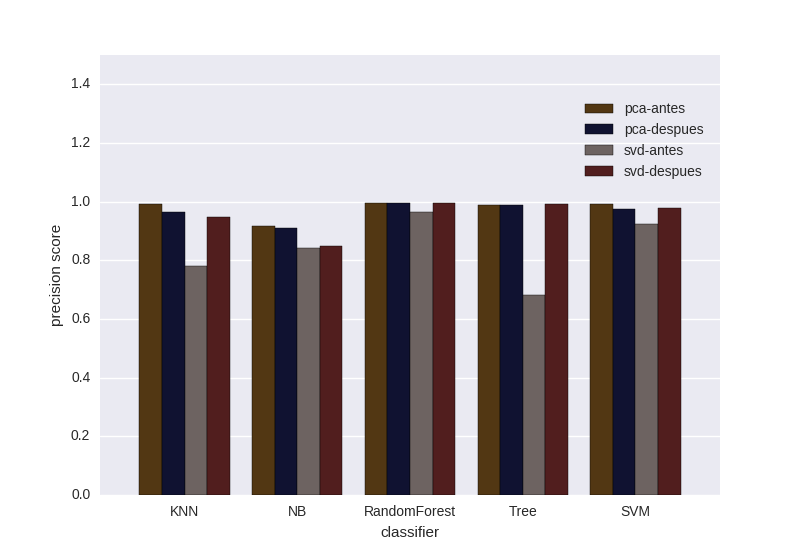 1.4
1.2
1.0
0.8
0.6
0.4
0.2
0.0
precision score
pca-antes
pca-despues
svd-antes
svd-despues
KNN NB RandomForest Tree SVM
classifier